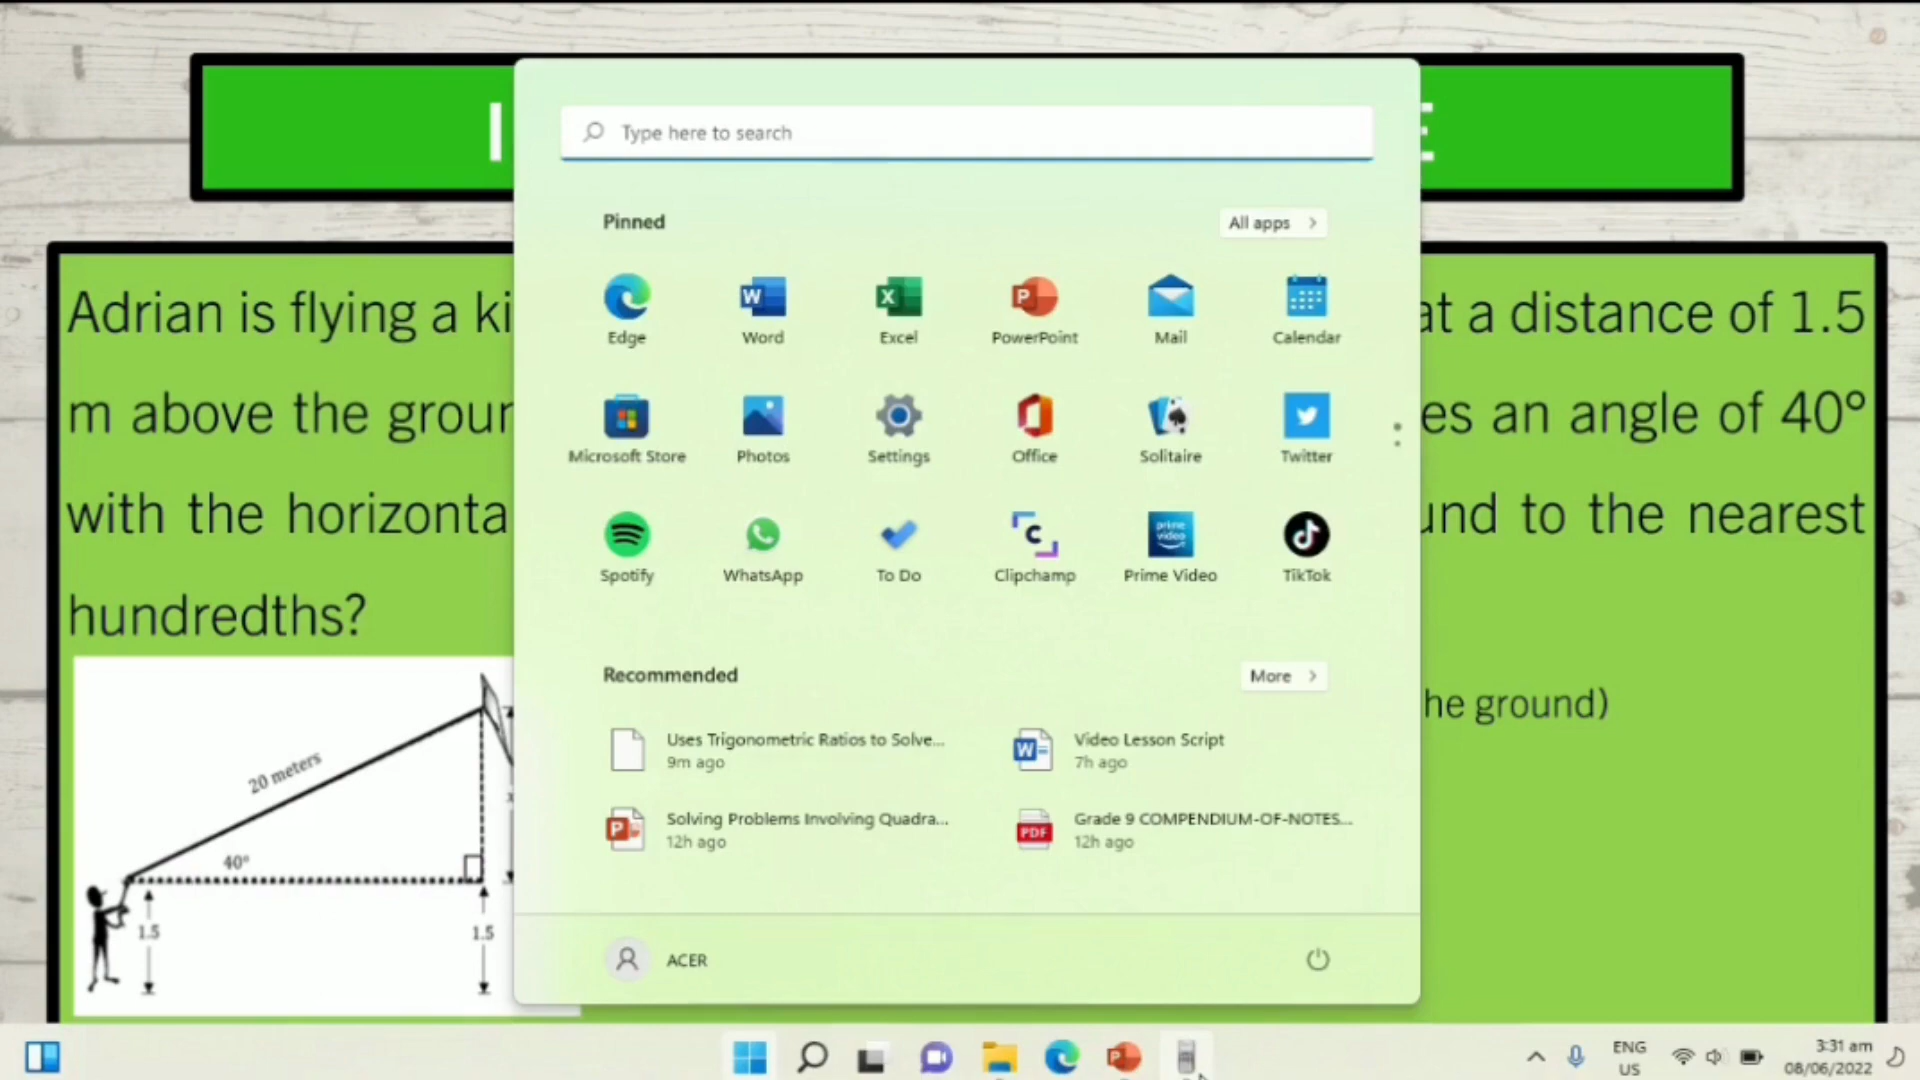 Type here to search
Pinned
All apps
Edge
Word
Excel
PowerPoint
Mail
Calendar
Microsoft Store
Photos
Settings
Office
Solitaire
Twitter
Spotify
WhatsApp
To Do
Clipchamp
prime video
Prime Video
TikTok
Recommended
More
Uses Trigonometric Ratios to Solve...
9m ago
Video Lesson Script
7h ago
Solving Problems Involving Quadra...
12h ago
Grade 9 COMPENDIUM-OF-NOTES...
12h ago
ACER
Adrian is flying a ki
at a distance of 1.5
m above the groun
es an angle of 40°
with the horizonta
und to the nearest
hundredths?
he ground)
20 meters
40°
1.5
1.5
ENG
US
3:31 am
08/06/2022